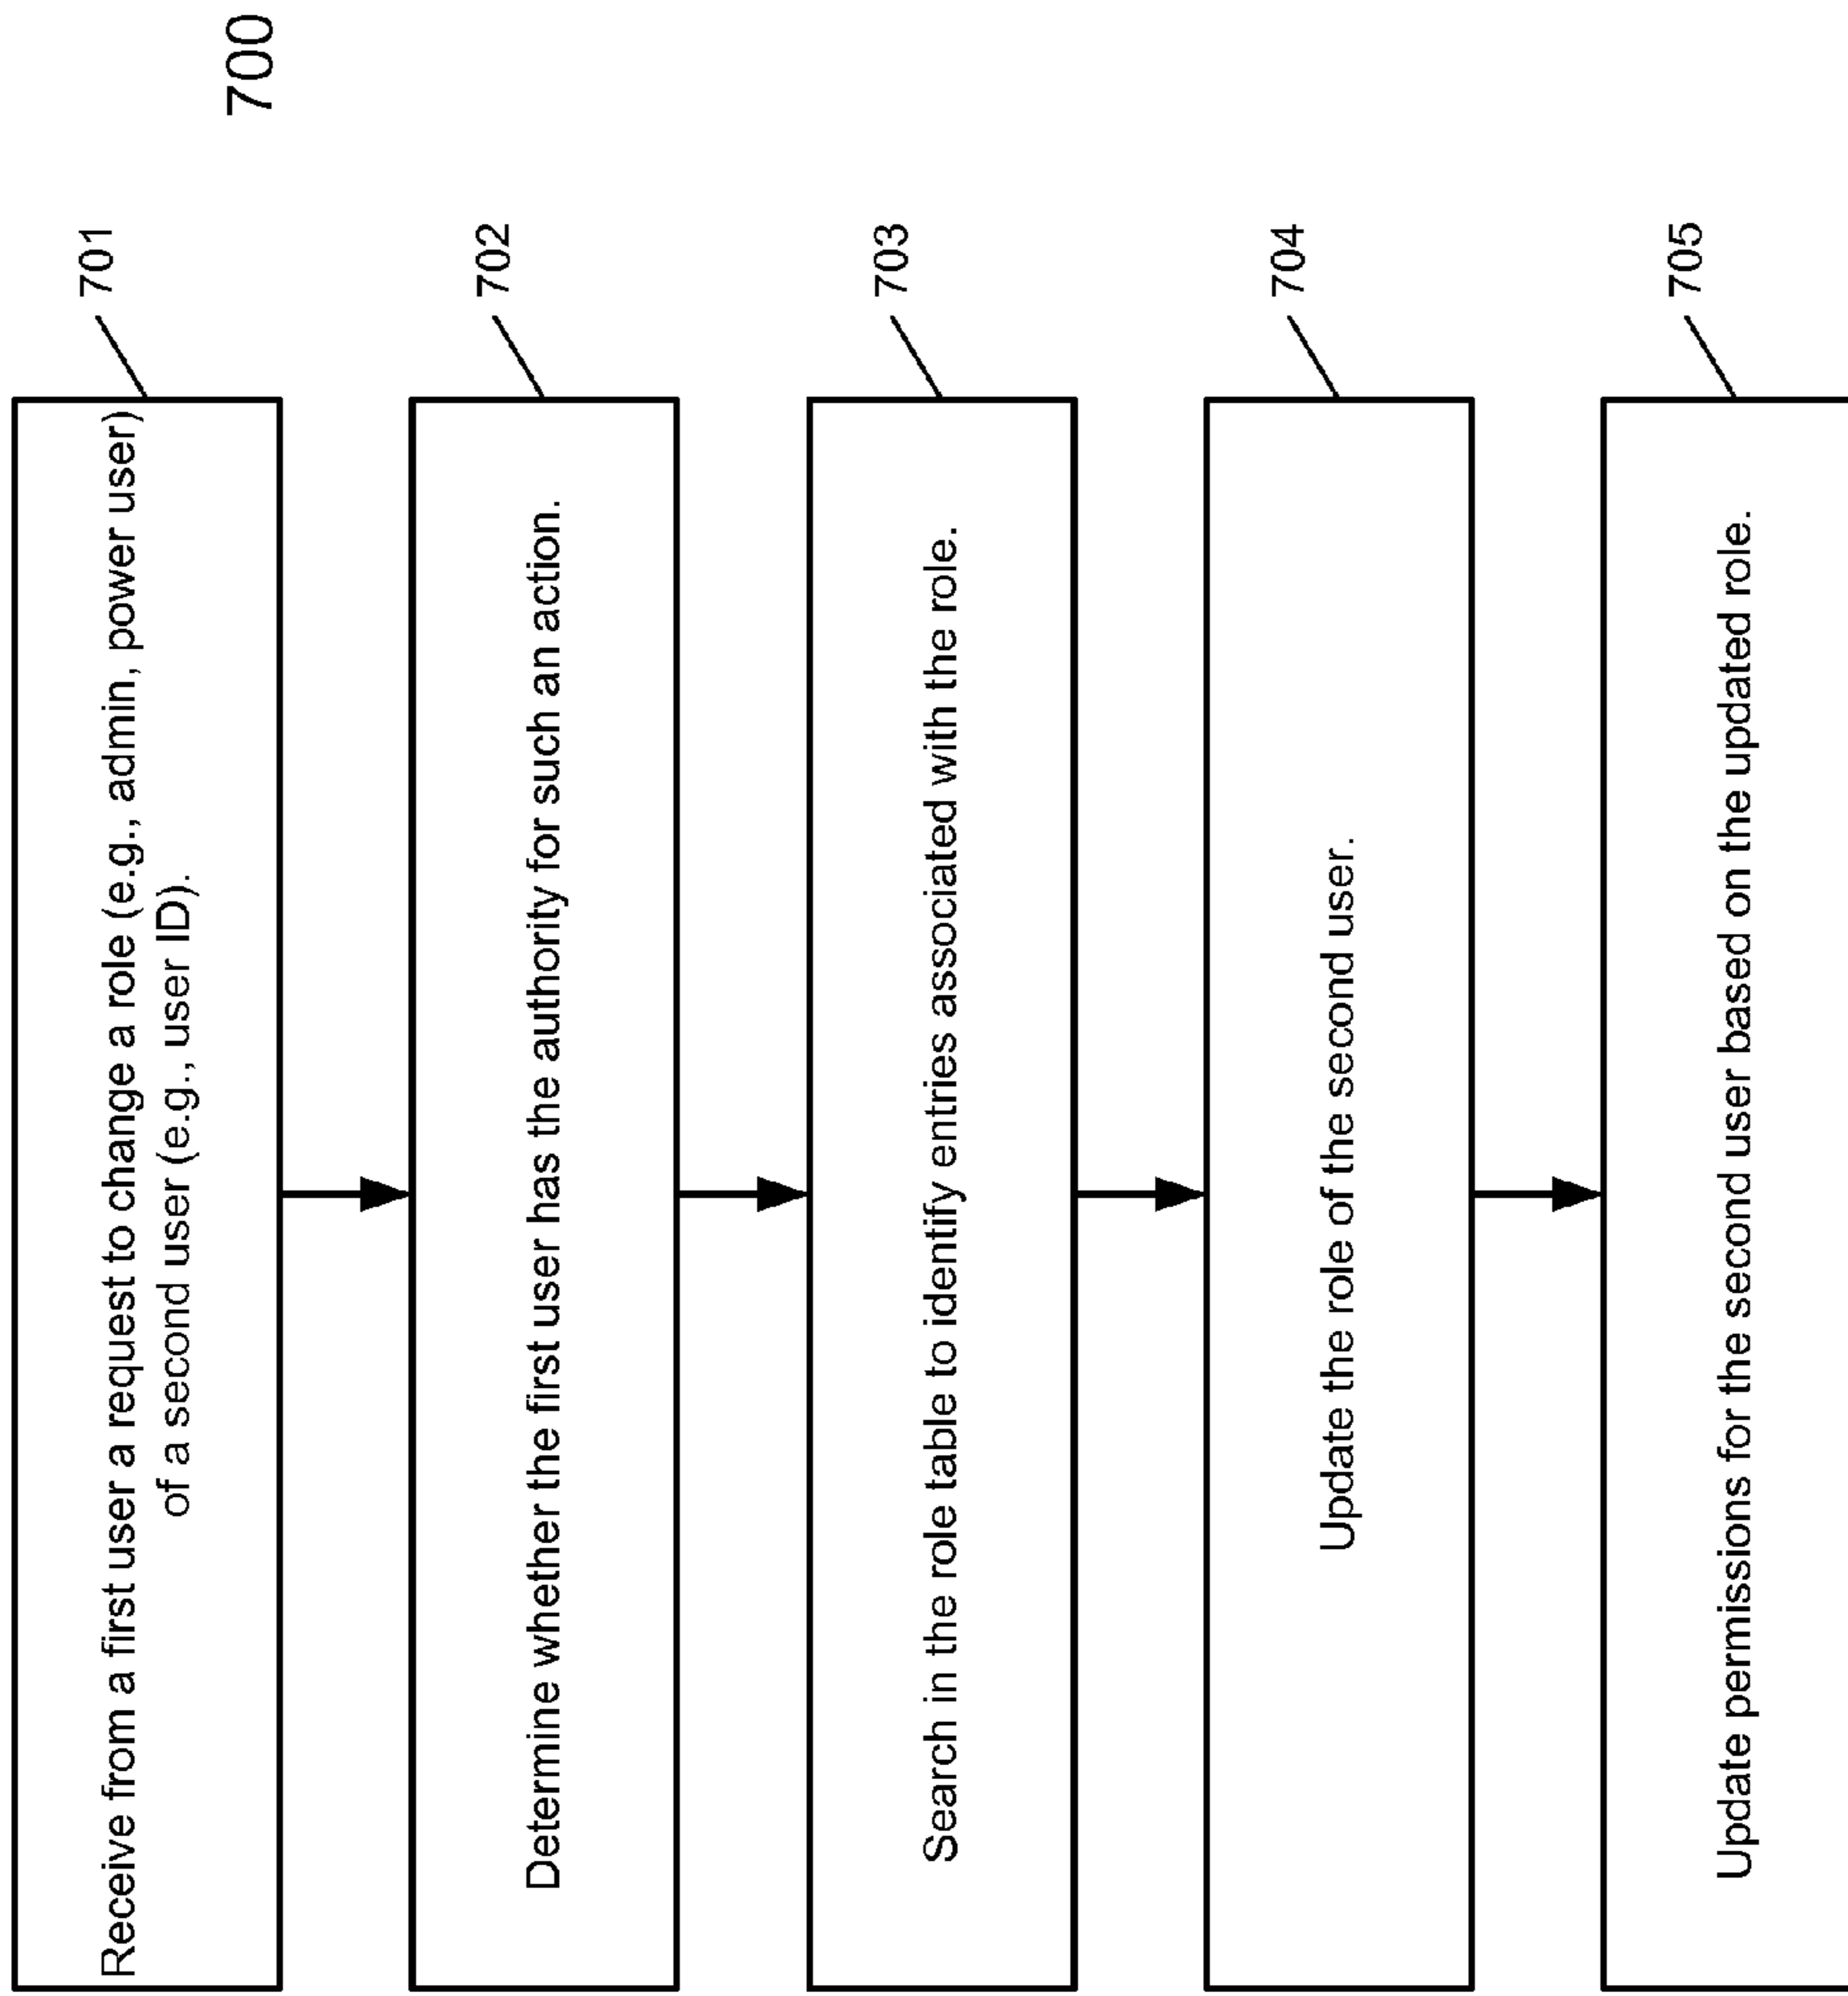 700
Receive from a first user a request to change a role (e.g., admin, power user)
of a second user (e.g., user ID).
701
Determine whether the first user has the authority for such an action.
702
Search in the role table to identify entries associated with the role.
703
Update the role of the second user.
704
Update permissions for the second user based on the updated role.
705